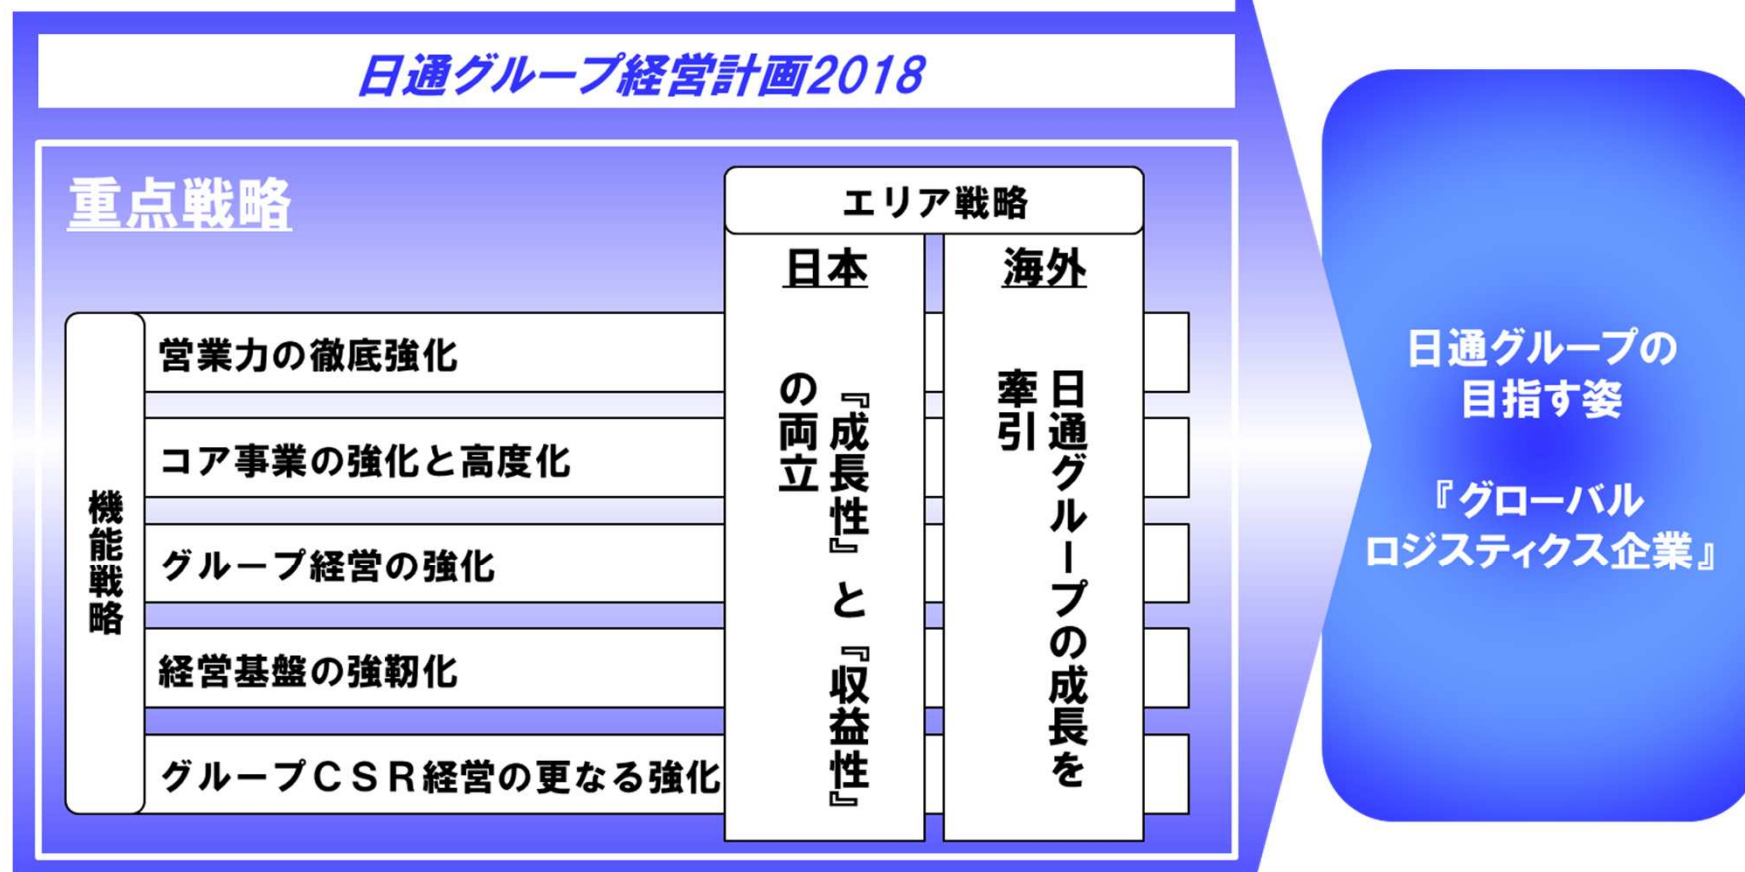 日通グループ経営計画2018
重点戦略
エリア戦略
日本
『成長性』と『収益性』
の両立
海外
日通グループの成長を
牽引
機能戦略
営業力の徹底強化
コア事業の強化と高度化
グループ経営の強化
経営基盤の強靭化
グループCSR経営の更なる強化
日通グループの
目指す姿
『グローバル
ロジスティクス企業』